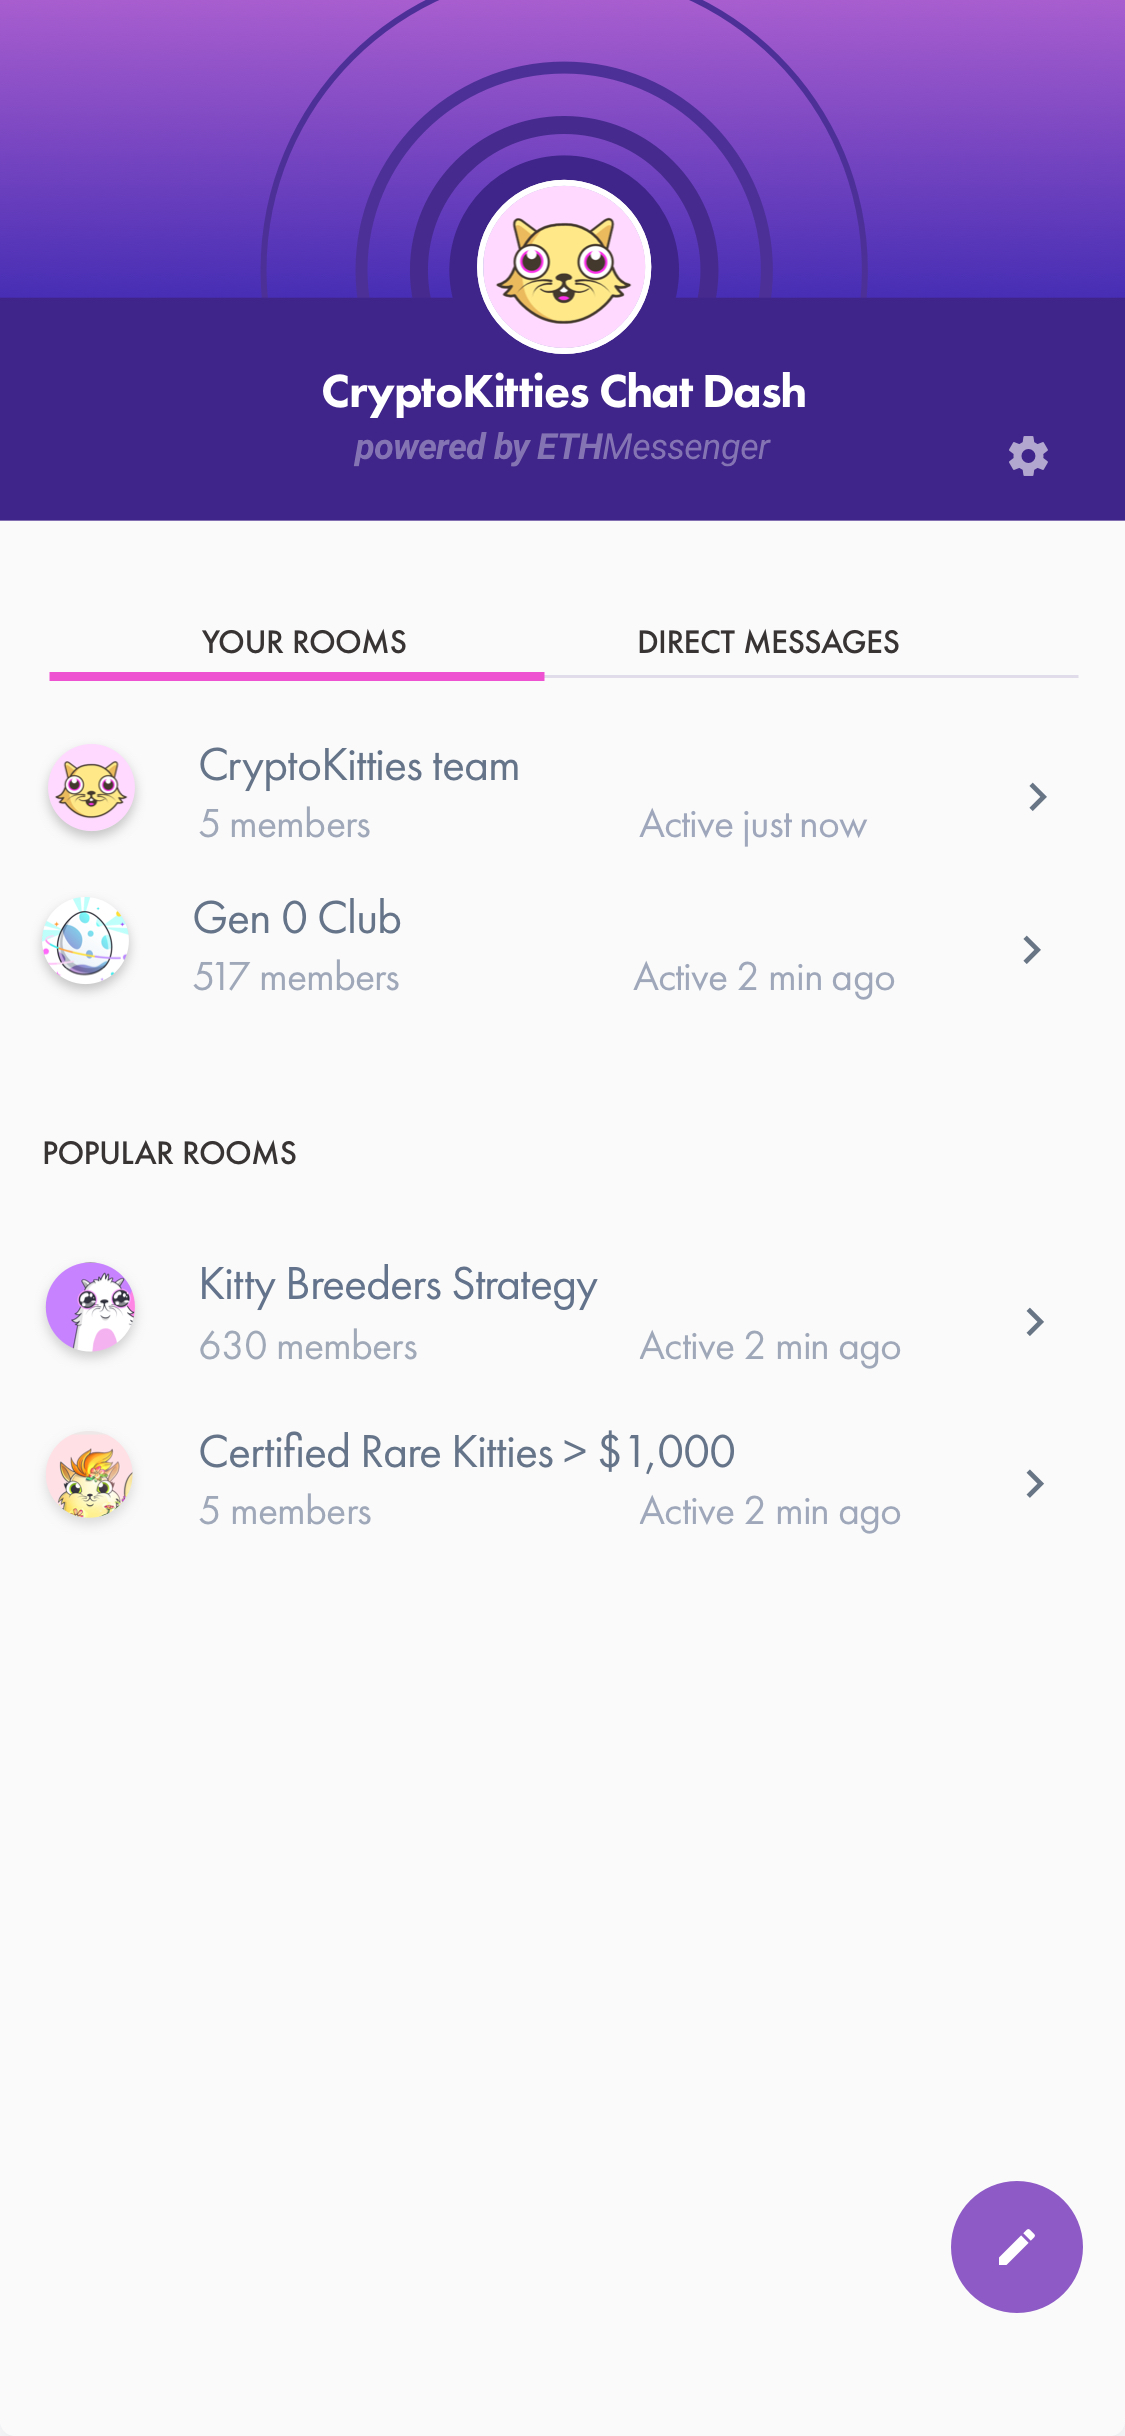 CryptoKitties Chat Dash
powered by ETHMessenger
YOUR ROOMS DIRECT MESSAGES
CryptoKitties team
5 members Active just now
Gen 0 Club
517 members Active 2 min ago
POPULAR ROOMS
Kitty Breeders Strategy
630 members Active 2 min ago
Certified Rare Kitties > $1,000
5 members Active 2 min ago